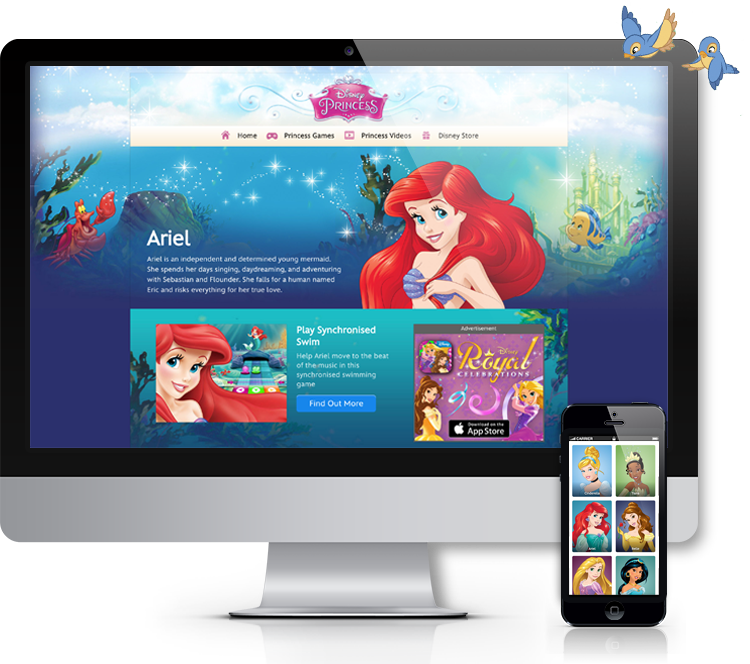 Disney
PRINCESS
Home Princess Games Princess Videos Disney Store
Ariel
Ariel is an independent and determined young mermaid.
She spends her days singing, daydreaming, and adventuring
with Sebastian and Flounder. She falls for a human named
Eric and risks everything for her true love.
Play Synchronised
Swim
Help Ariel move to the beat
of the music in this
synchronised swimming
game
Find Out More
Advertisement
Disney
Royal
CELEBRATIONS
Download on the
App Store
CARRIER
Cinderella Tiana
Ariel Belle